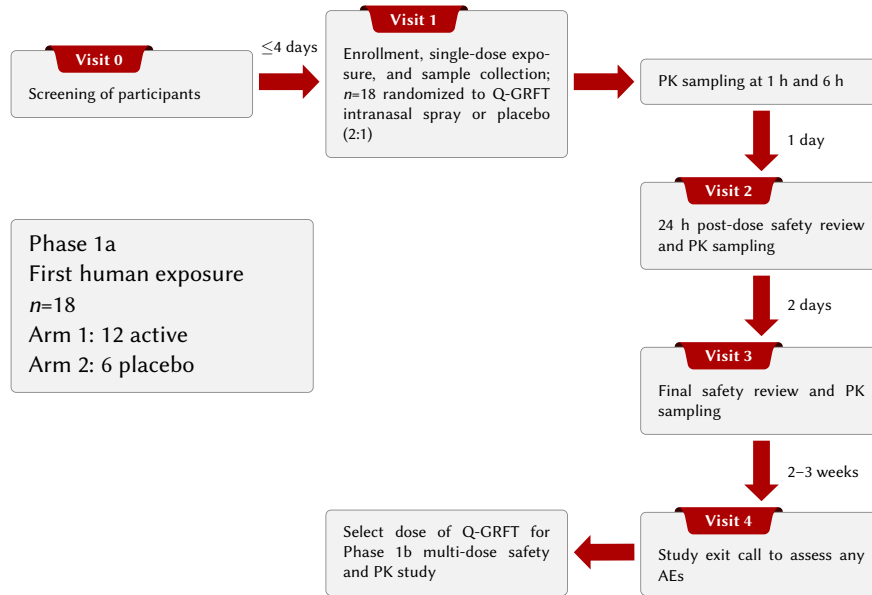 Visit 0
Screening of participants
≤4 days
Visit 1
Enrollment, single-dose expo-
sure, and sample collection;
n=18 randomized to Q-GRFT
intranasal spray or placebo
(2:1)
PK sampling at 1 h and 6 h
1 day
Visit 2
24 h post-dose safety review
and PK sampling
2 days
Visit 3
Final safety review and PK
sampling
2–3 weeks
Visit 4
Study exit call to assess any
AEs
Select dose of Q-GRFT for
Phase 1b multi-dose safety
and PK study
Phase 1a
First human exposure
n=18
Arm 1: 12 active
Arm 2: 6 placebo